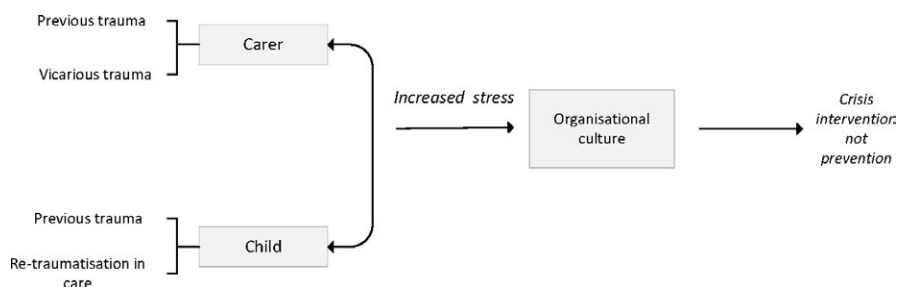 Previous trauma
Carer
Vicarious trauma
Increased stress
Organisational
culture
Crisis
intervention:
not
prevention
Previous trauma
Child
Re-traumatisation in
care